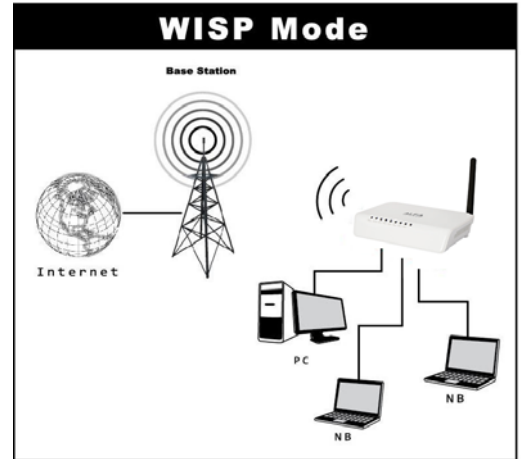 WISP Mode
Base Station
Internet
PC
NB
NB